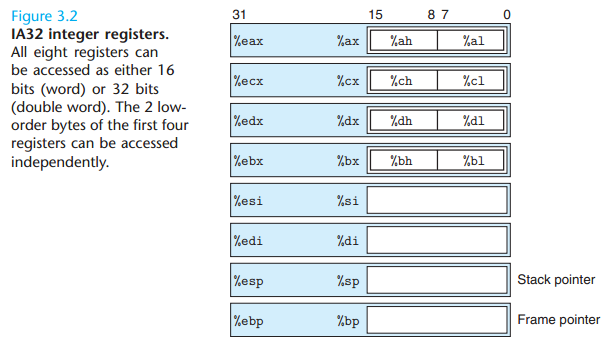 Figure 3.2
IA32 integer registers.
All eight registers can
be accessed as either 16
bits (word) or 32 bits
(double word). The 2 low-
order bytes of the first four
registers can be accessed
independently.
31 15 8 7 0
%eax %ax %ah %al
%ecx %cx %ch %cl
%edx %dx %dh %dl
%ebx %bx %bh %bl
%esi %si
%edi %di
%esp %sp Stack pointer
%ebp %bp Frame pointer